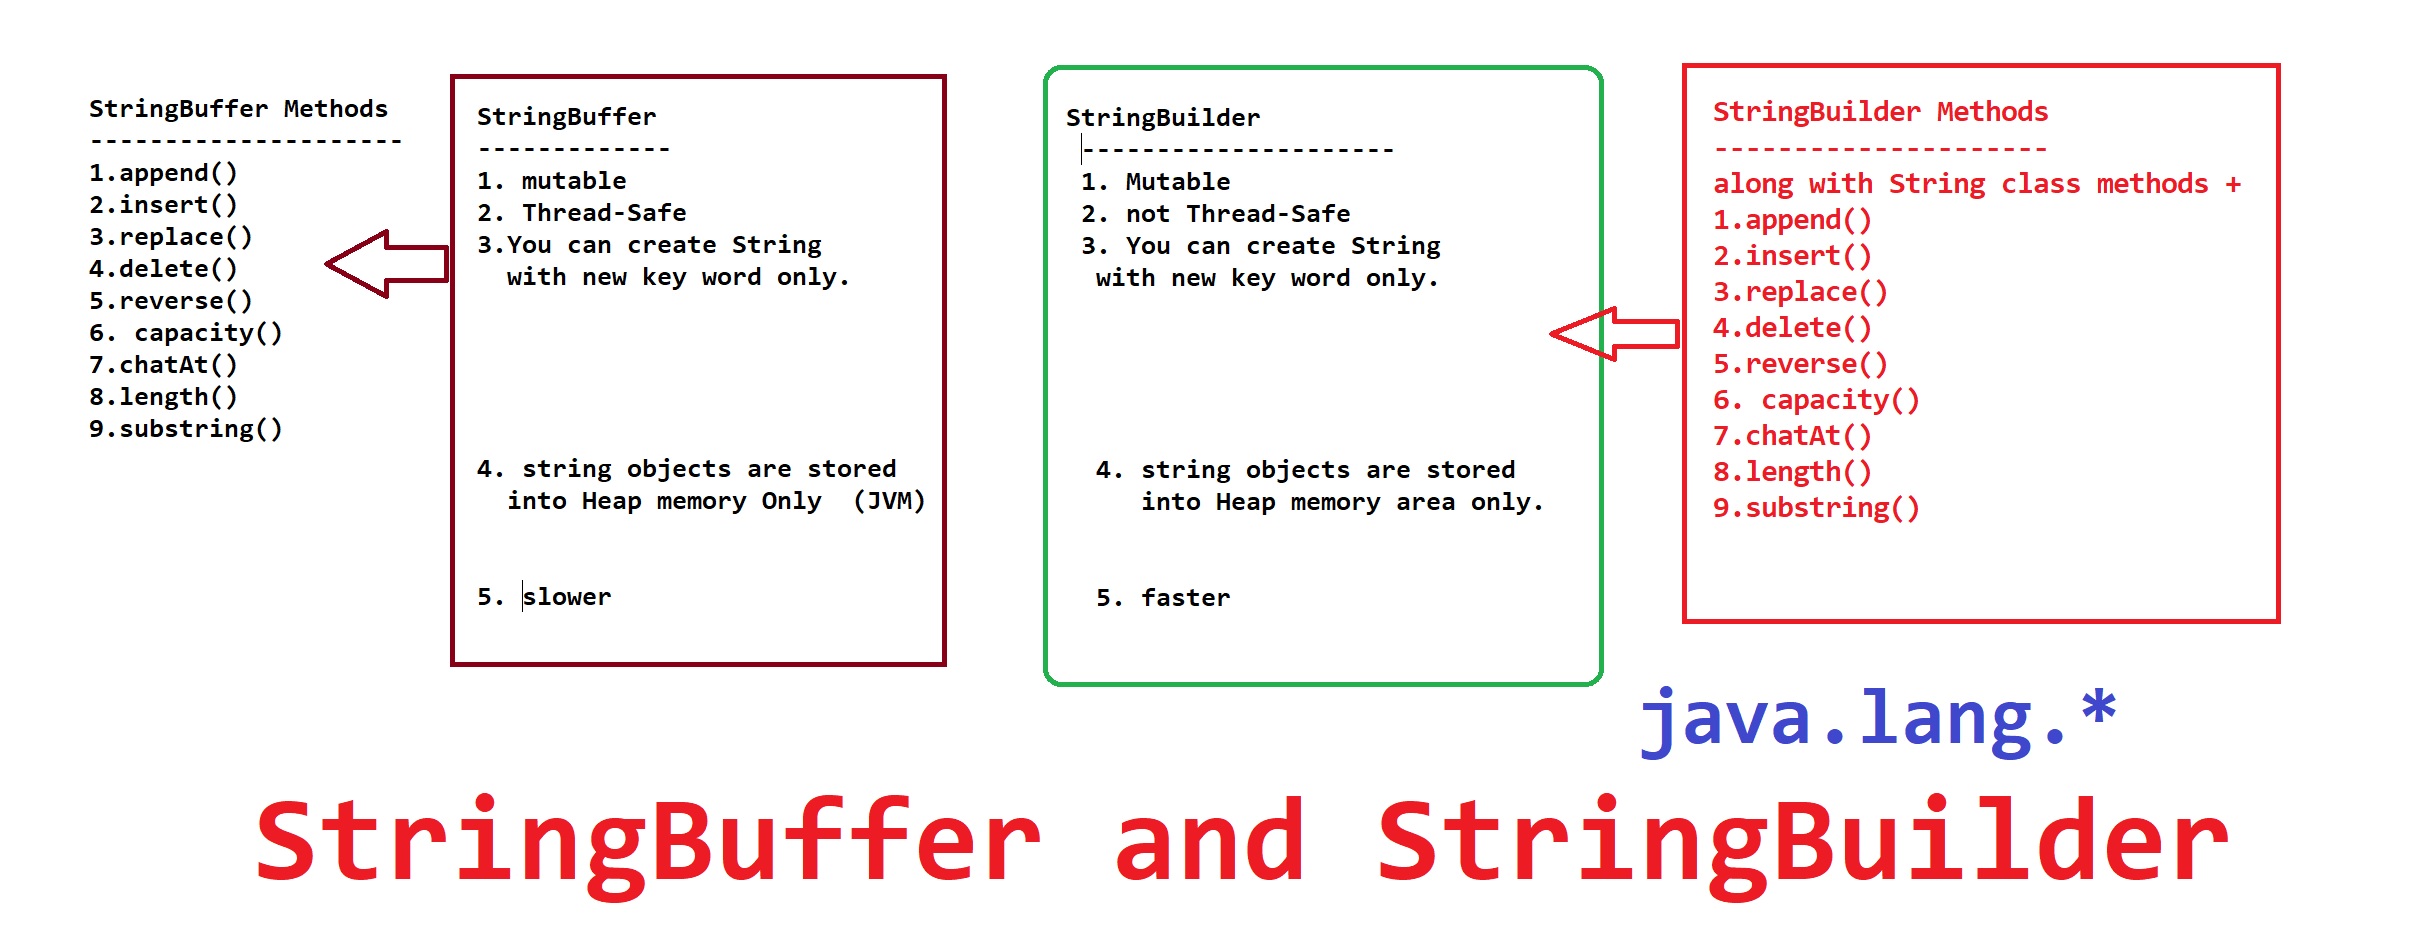 StringBuffer Methods
---------------------
1.append()
2.insert()
3.replace()
4.delete()
5.reverse()
6. capacity()
7.chatAt()
8.length()
9.substring()
StringBuffer
-------------
1. mutable
2. Thread-Safe
3.You can create String
with new key word only.
4. string objects are stored
into Heap memory Only  (JVM)
5. slower
StringBuilder
---------------------
1. Mutable
2. not Thread-Safe
3. You can create String
with new key word only.
4. string objects are stored
into Heap memory area only.
5. faster
StringBuilder Methods
---------------------
along with String class methods +
1.append()
2.insert()
3.replace()
4.delete()
5.reverse()
6. capacity()
7.chatAt()
8.length()
9.substring()
java.lang.*
StringBuffer and StringBuilder